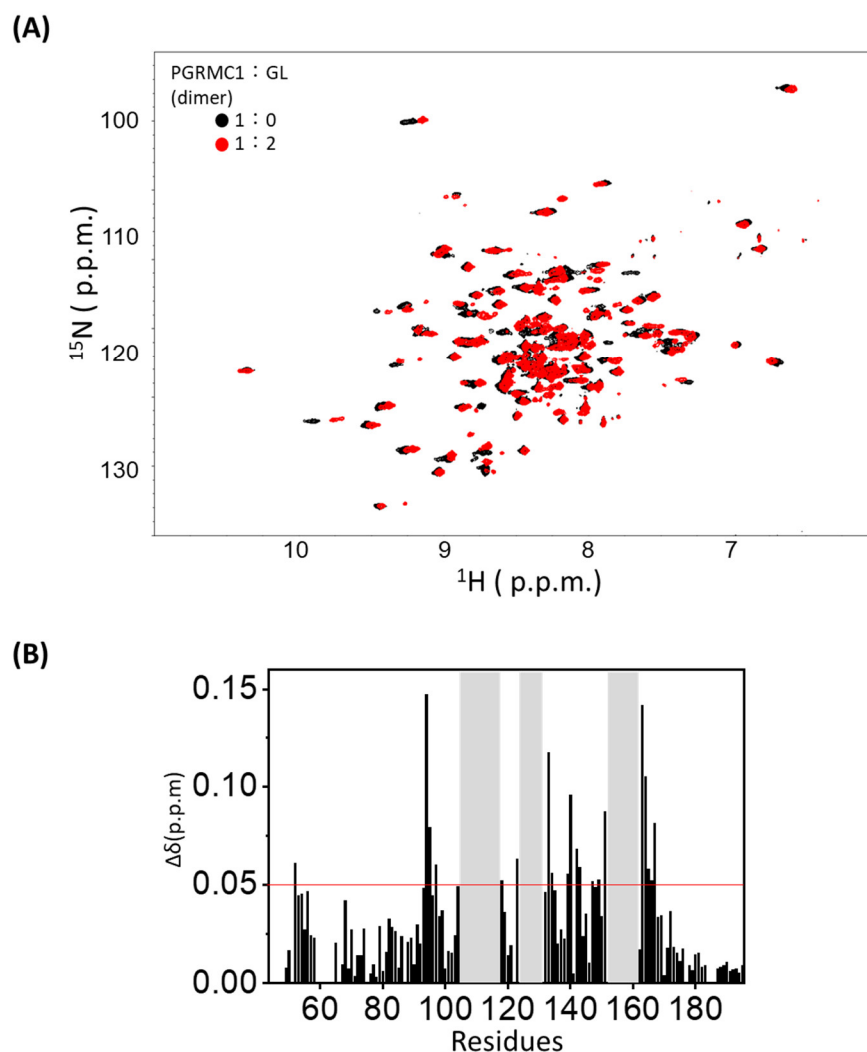 (A)
PGRMC1：GL
(dimer)
1：0
1：2
100
110
120
130
15N ( p.p.m.)
10
9
8
7
1H ( p.p.m.)
(B)
0.15
0.10
0.05
0.00
Δδ(p.p.m)
60
80
100
120
140
160
180
Residues